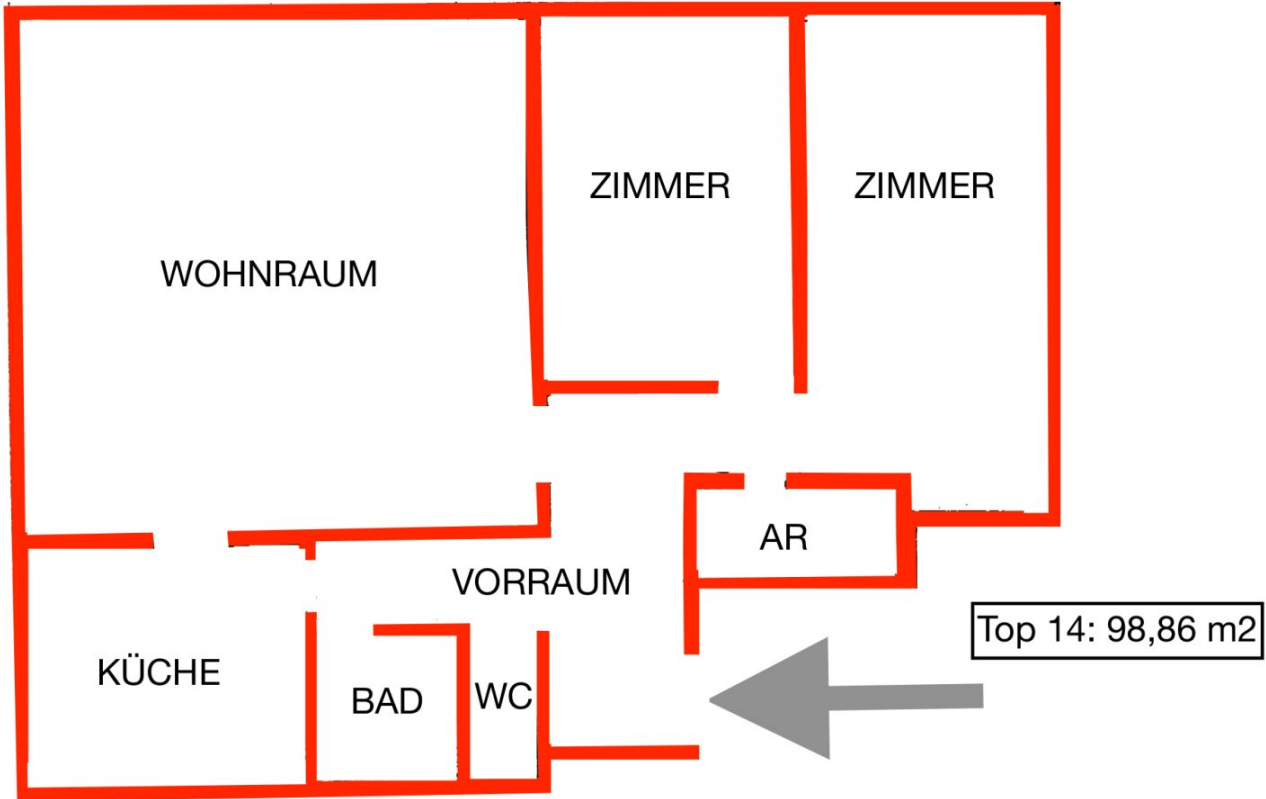 ZIMMER
ZIMMER
WOHNRAUM
AR
VORRAUM
Top 14: 98,86 m2
KÜCHE
BAD
WC